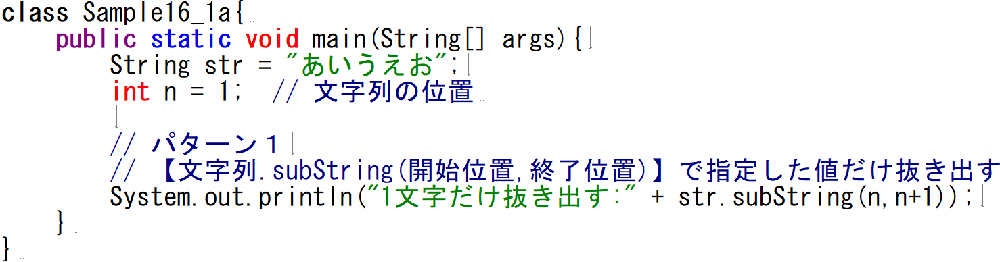 class Sample16_1a{
public static void main(String[] args){
String str = "あいうえお";
int n = 1;  // 文字列の位置
// パターン１
// 【文字列.subString(開始位置,終了位置)】で指定した値だけ抜き出す
System.out.println("1文字だけ抜き出す:" + str.subString(n,n+1));
}
}